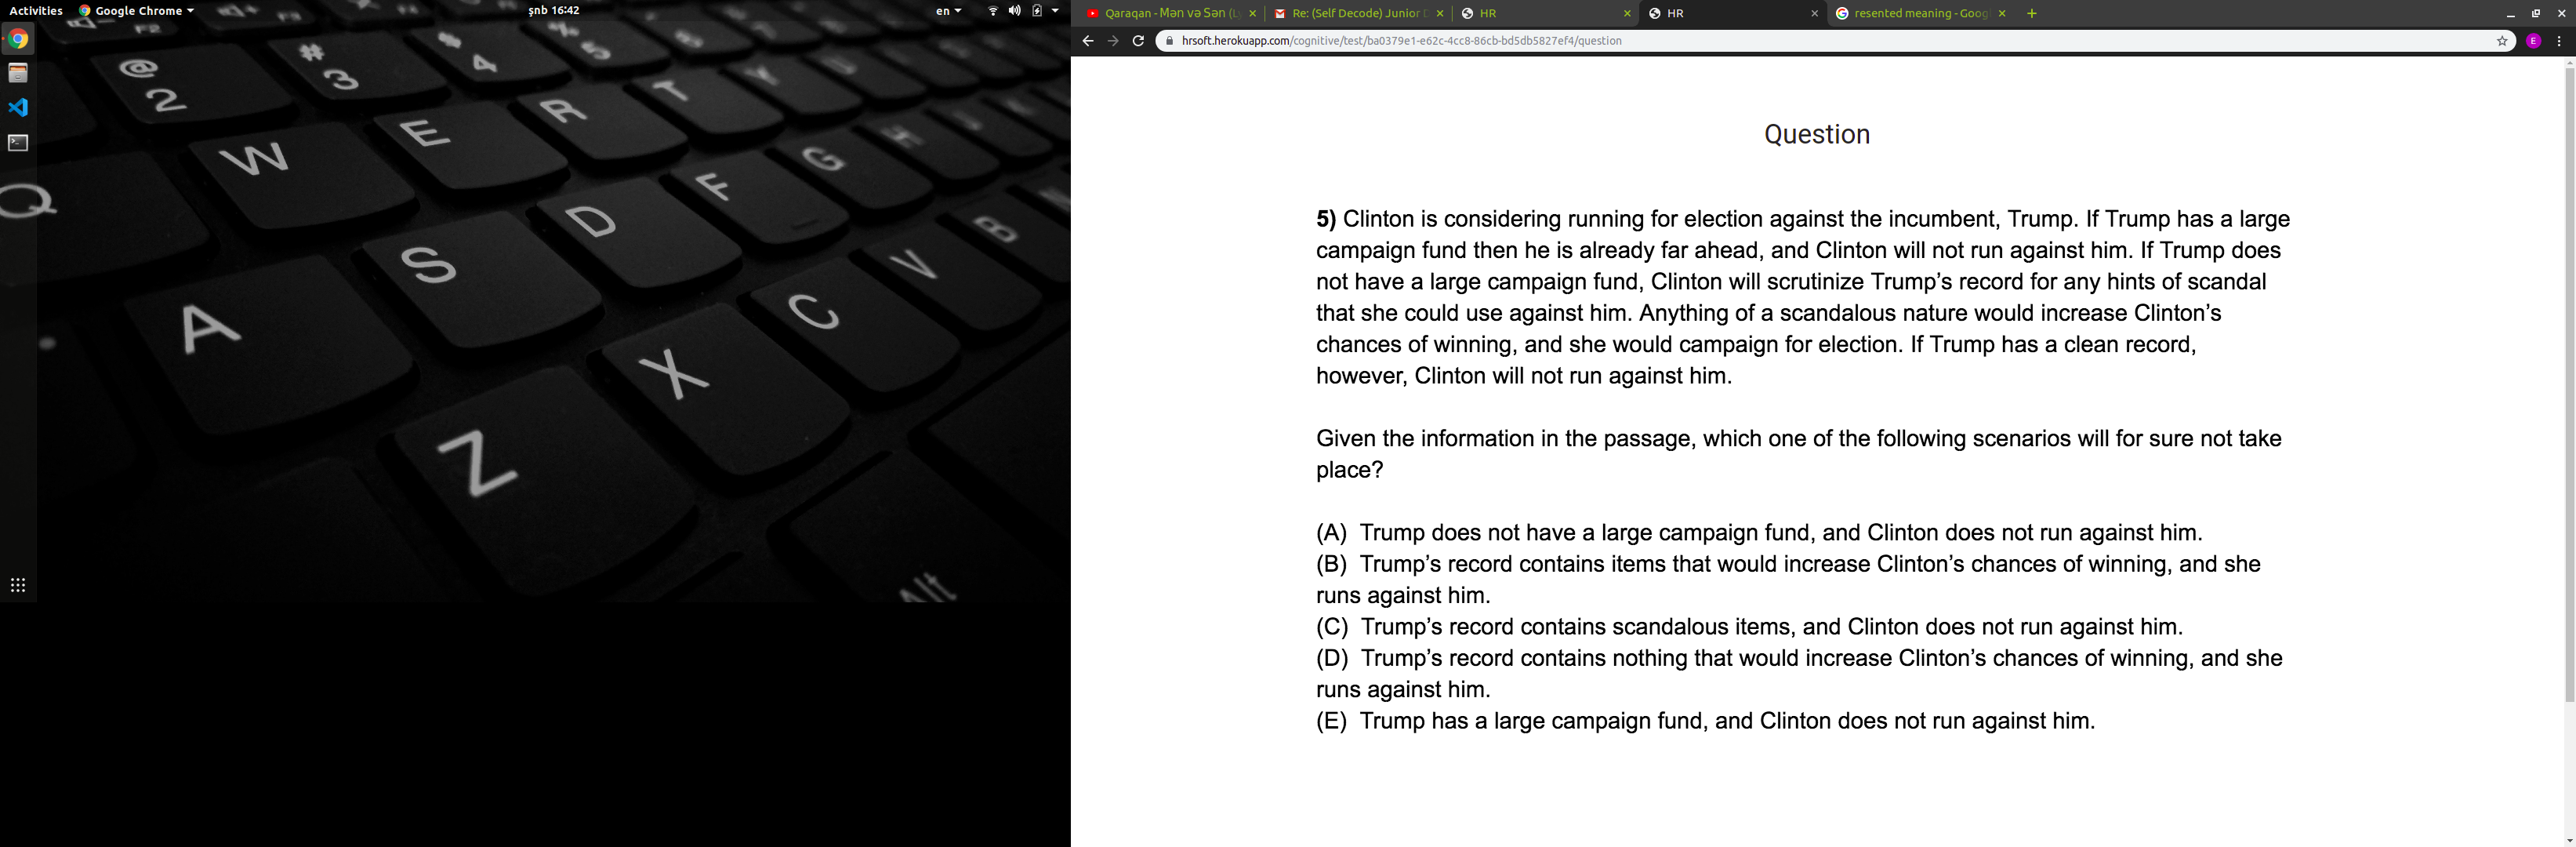 Activities Google Chrome şnb 16:42 en
Qaraqan - Mən və Sən
Re: (Self Decode) Junior
HR
HR
resented meaning - Goog
hrsoft.herokuapp.com/cognitive/test/ba0379e1-e62c-4cc8-86cb-bd5db5827ef4/question
E
F2
@ 2
# 3
$ 4
% 5
Q W E R T Y
A S D F G H
Z X C V B
Alt
Question
5) Clinton is considering running for election against the incumbent, Trump. If Trump has a large
campaign fund then he is already far ahead, and Clinton will not run against him. If Trump does
not have a large campaign fund, Clinton will scrutinize Trump’s record for any hints of scandal
that she could use against him. Anything of a scandalous nature would increase Clinton’s
chances of winning, and she would campaign for election. If Trump has a clean record,
however, Clinton will not run against him.
Given the information in the passage, which one of the following scenarios will for sure not take
place?
(A) Trump does not have a large campaign fund, and Clinton does not run against him.
(B) Trump’s record contains items that would increase Clinton’s chances of winning, and she
runs against him.
(C) Trump’s record contains scandalous items, and Clinton does not run against him.
(D) Trump’s record contains nothing that would increase Clinton’s chances of winning, and she
runs against him.
(E) Trump has a large campaign fund, and Clinton does not run against him.